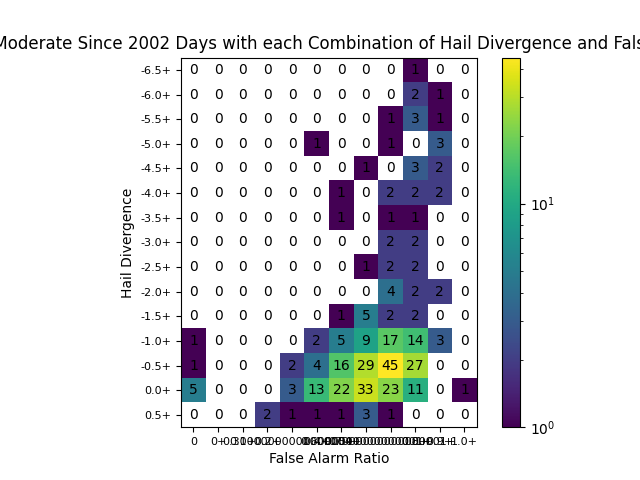 Moderate Since 2002 Days with each Combination of Hail Divergence and Fals
-6.5+ 0 0 0 0 0 0 0 0 0 1 0 0
-6.0+ 0 0 0 0 0 0 0 0 0 2 1 0
-5.5+ 0 0 0 0 0 0 0 0 1 3 1 0
-5.0+ 0 0 0 0 0 1 0 0 1 0 3 0
-4.5+ 0 0 0 0 0 0 0 1 0 3 2 0
-4.0+ 0 0 0 0 0 0 1 0 2 2 2 0
-3.5+ 0 0 0 0 0 0 1 0 1 1 0 0
-3.0+ 0 0 0 0 0 0 0 0 2 2 0 0
-2.5+ 0 0 0 0 0 0 0 1 2 2 0 0
-2.0+ 0 0 0 0 0 0 0 0 4 2 2 0
-1.5+ 0 0 0 0 0 0 1 5 2 2 0 0
-1.0+ 1 0 0 0 0 2 5 9 17 14 3 0
-0.5+ 1 0 0 0 2 4 16 29 45 27 0 0
0.0+ 5 0 0 0 3 13 22 33 23 11 0 1
0.5+ 0 0 0 2 1 1 1 3 1 0 0 0
0 1.0+
False Alarm Ratio
Hail Divergence
10^1
10^0